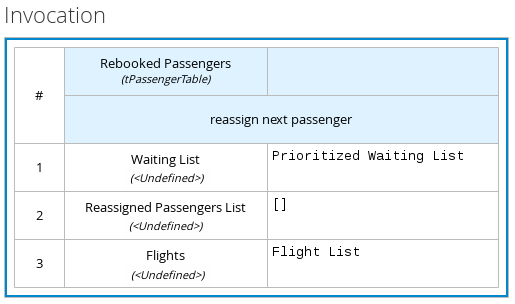 Invocation
#
Rebooked Passengers
(tPassengerTable)
reassign next passenger
1
Waiting List
(<Undefined>)
Prioritized Waiting List
2
Reassigned Passengers List
(<Undefined>)
[]
3
Flights
(<Undefined>)
Flight List